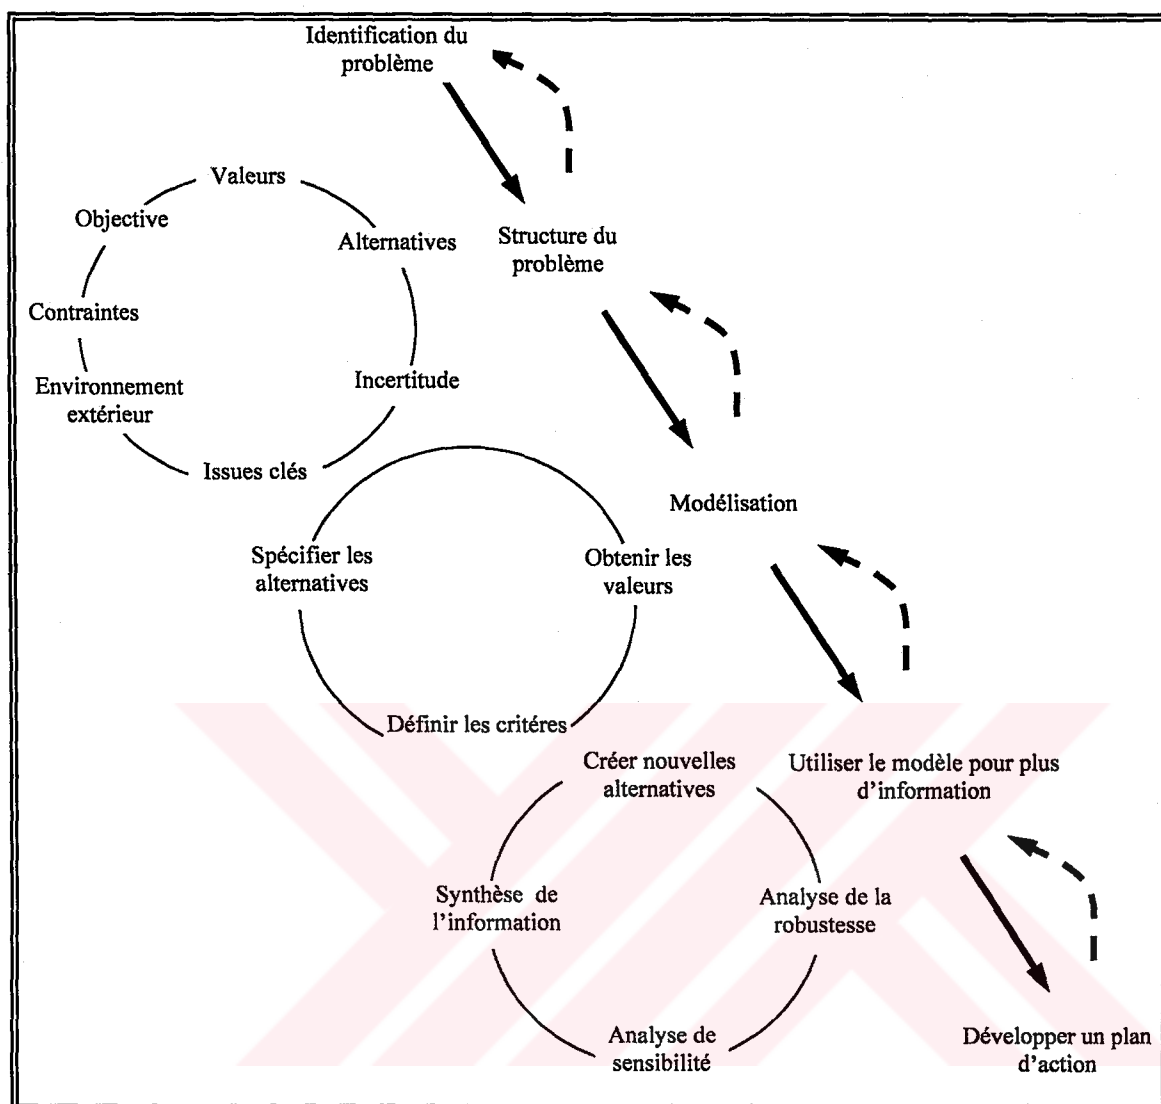 Identification du
problème
Valeurs
Objective
Alternatives
Structure du
problème
Contraintes
Environnement
extérieur
Incertitude
Issues clés
Modélisation
Spécifier les
alternatives
Obtenir les
valeurs
Définir les critéres
Créer nouvelles
alternatives
Utiliser le modèle pour plus
d'information
Synthèse de
l'information
Analyse de la
robustesse
Analyse de
sensibilité
Développer un plan
d'action